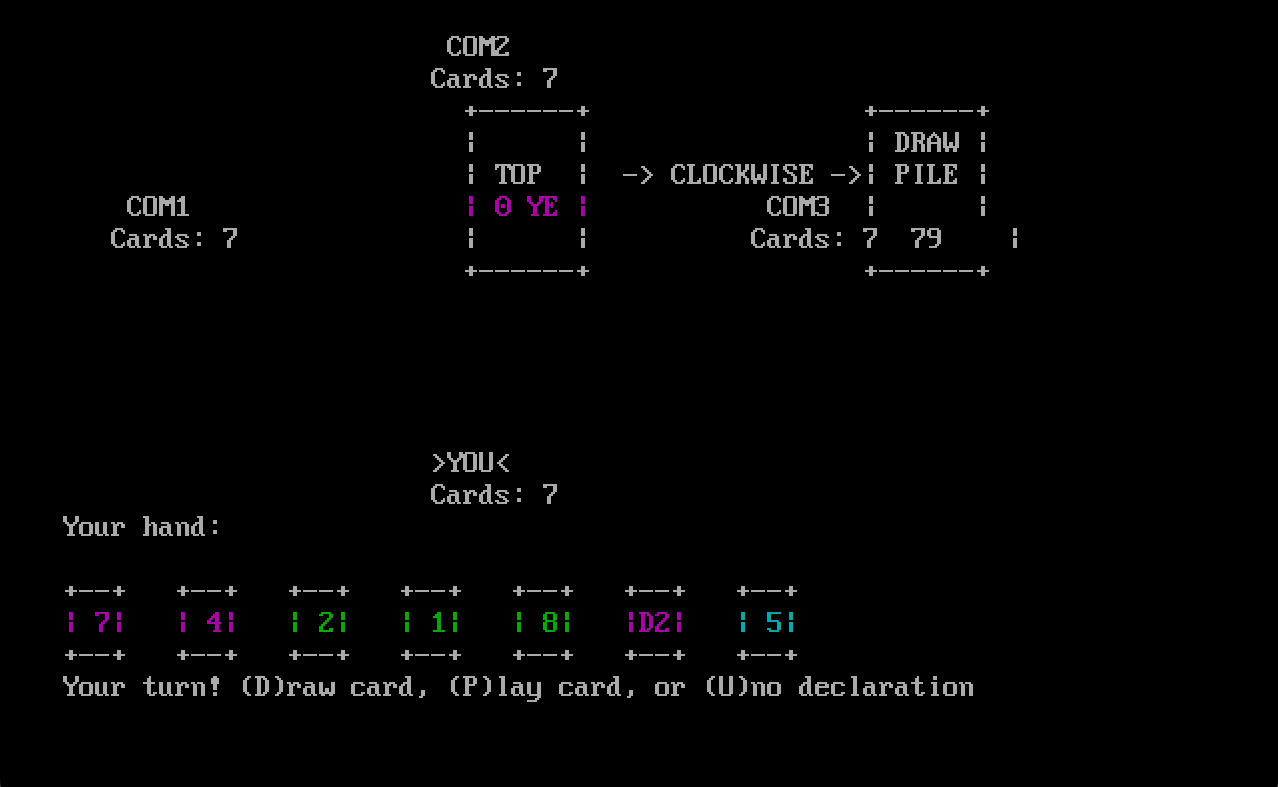 COM2
Cards: 7
+------+ +------+
| | | DRAW |
| TOP | -> CLOCKWISE ->| PILE |
COM1 | 0 YE | COM3 | |
Cards: 7 | | Cards: 7 79 |
+------+ +------+
>YOU<
Cards: 7
Your hand:
+--+ +--+ +--+ +--+ +--+ +--+ +--+
| 7| | 4| | 2| | 1| | 8| |D2| | 5|
+--+ +--+ +--+ +--+ +--+ +--+ +--+
Your turn! (D)raw card, (P)lay card, or (U)no declaration